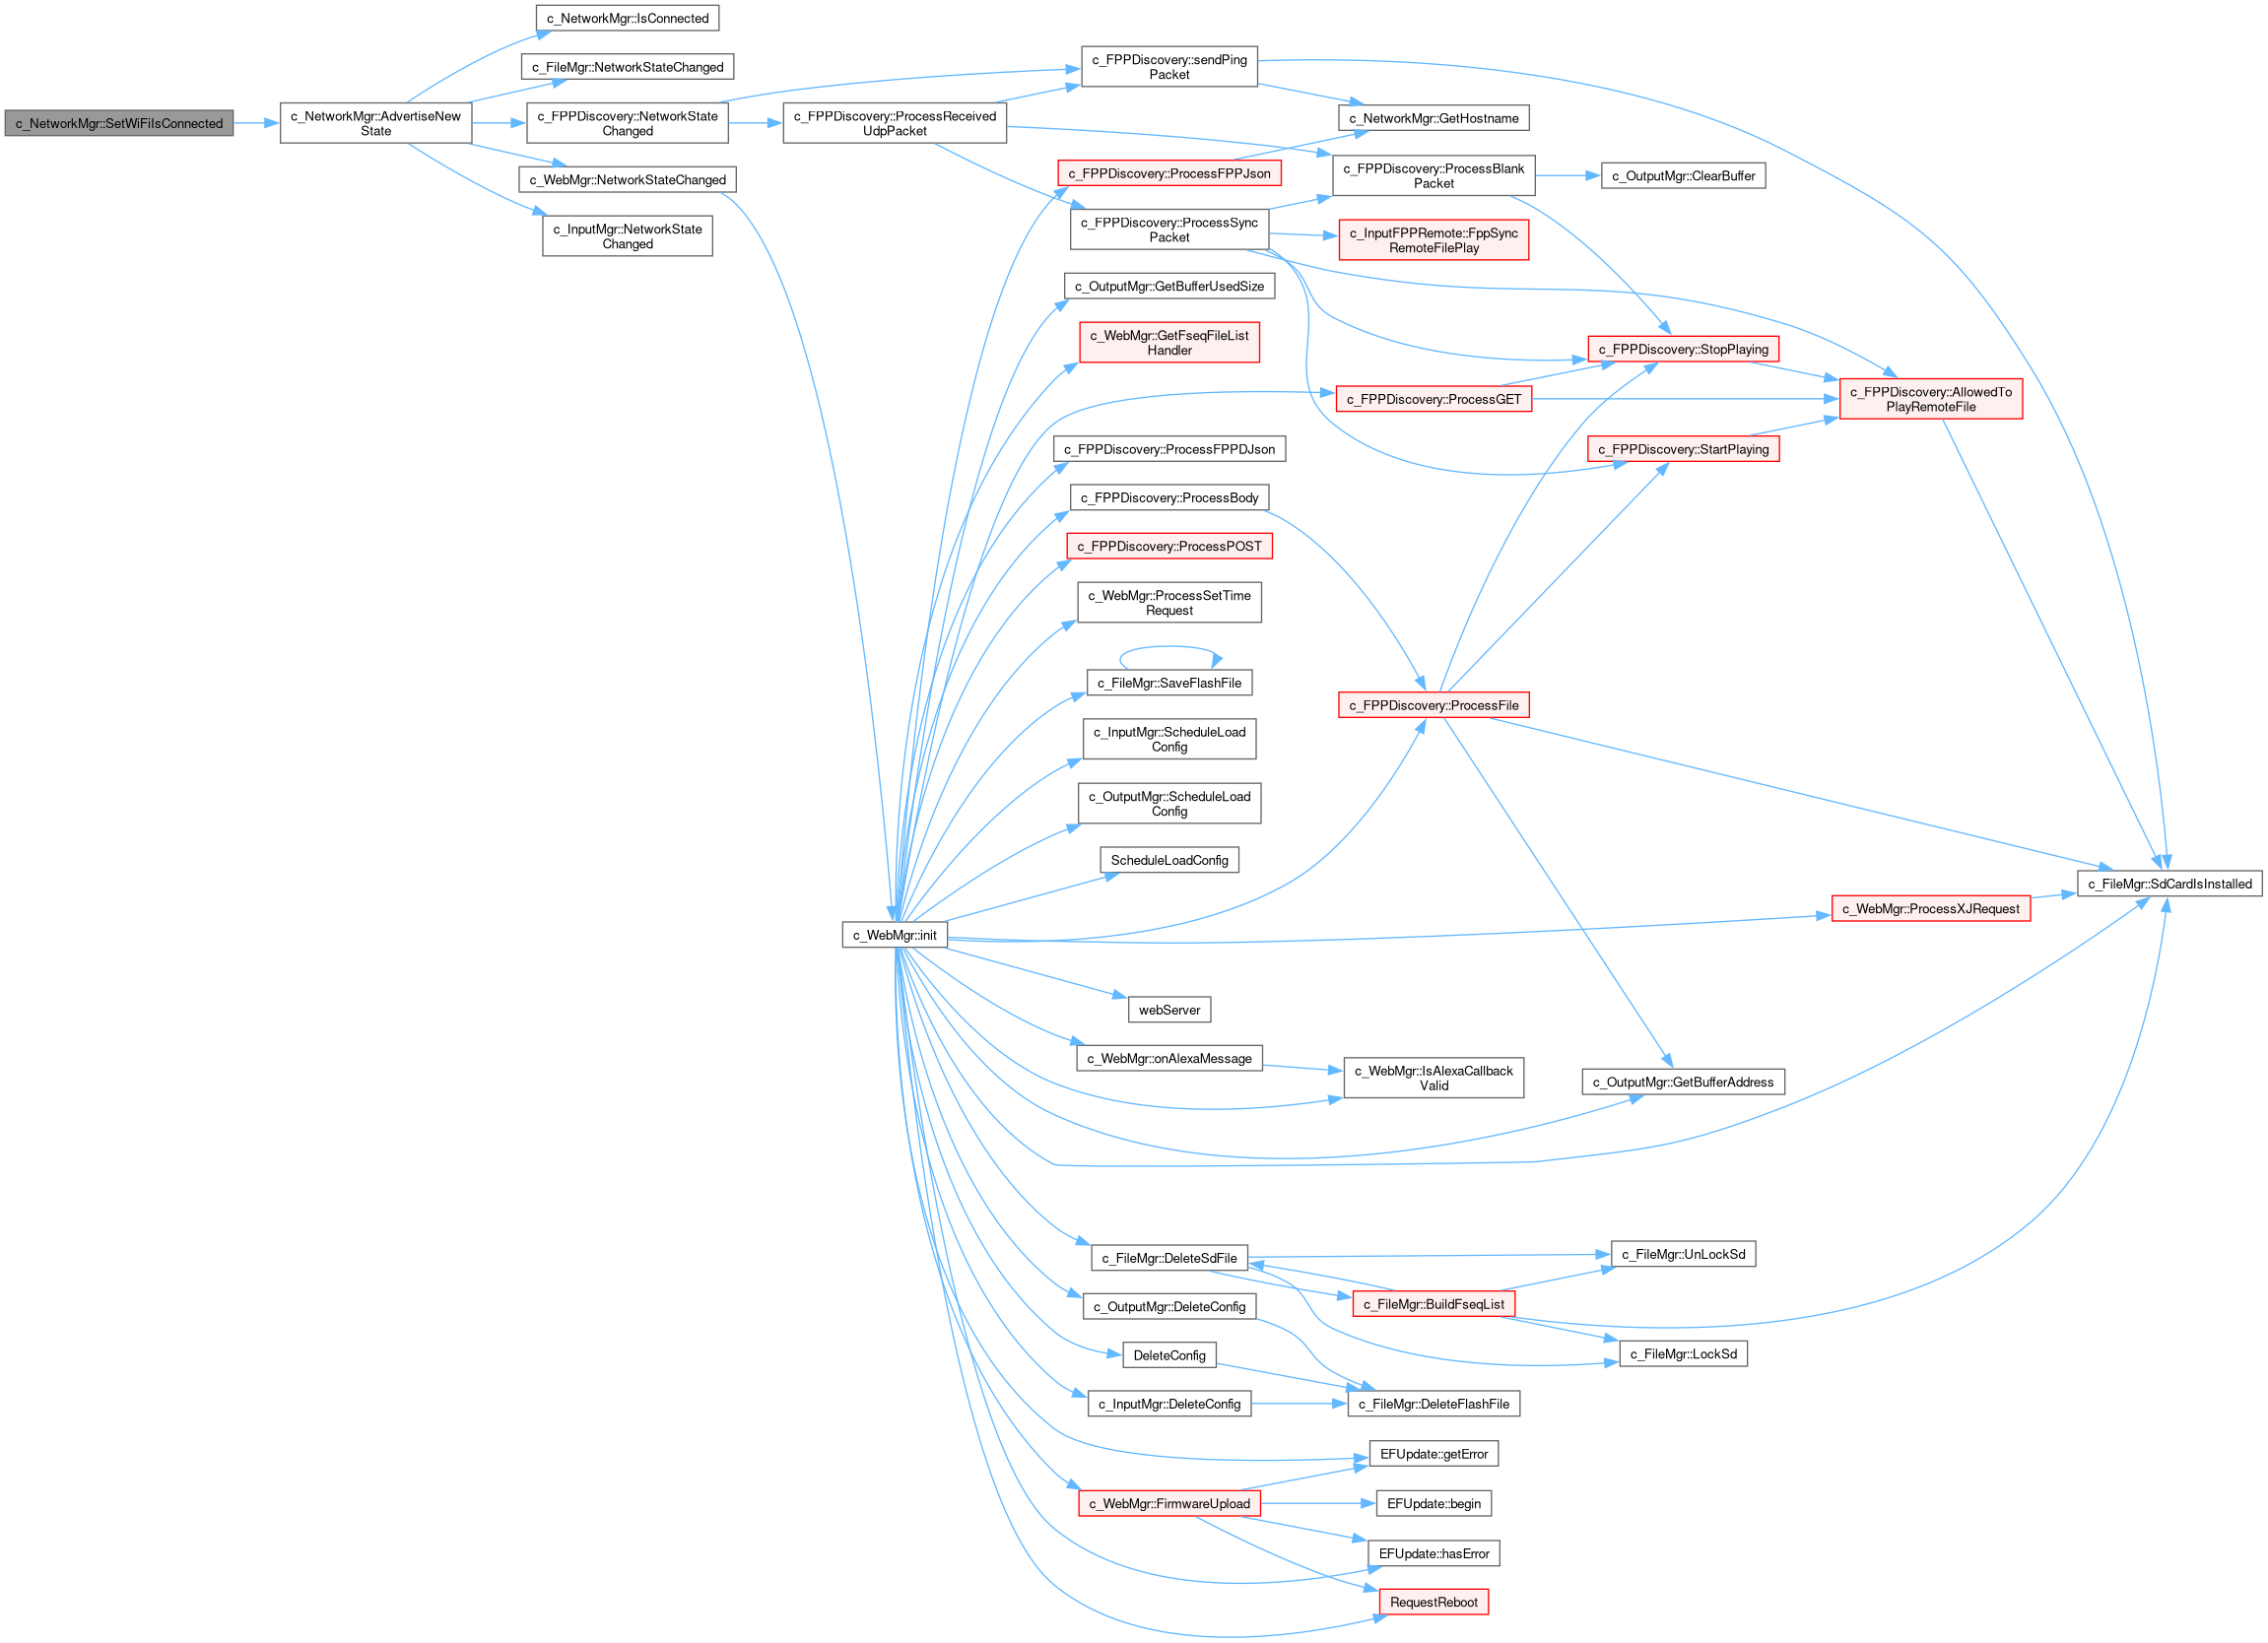 c_NetworkMgr::SetWiFiIsConnected
c_NetworkMgr::AdvertiseNew
State
c_NetworkMgr::IsConnected
c_FileMgr::NetworkStateChanged
c_FPPDiscovery::NetworkState
Changed
c_WebMgr::NetworkStateChanged
c_InputMgr::NetworkState
Changed
c_FPPDiscovery::ProcessReceived
UdpPacket
c_WebMgr::init
c_FPPDiscovery::sendPing
Packet
c_FPPDiscovery::ProcessFPPJson
c_FPPDiscovery::ProcessSync
Packet
c_OutputMgr::GetBufferUsedSize
c_WebMgr::GetFseqFileList
Handler
c_FPPDiscovery::ProcessFPPDJson
c_FPPDiscovery::ProcessBody
c_FPPDiscovery::ProcessPOST
c_WebMgr::ProcessSetTime
Request
c_FileMgr::SaveFlashFile
c_InputMgr::ScheduleLoad
Config
c_OutputMgr::ScheduleLoad
Config
ScheduleLoadConfig
webServer
c_WebMgr::onAlexaMessage
c_FileMgr::DeleteSdFile
c_OutputMgr::DeleteConfig
DeleteConfig
c_InputMgr::DeleteConfig
c_WebMgr::FirmwareUpload
c_NetworkMgr::GetHostname
c_FPPDiscovery::ProcessBlank
Packet
c_InputFPPRemote::FppSync
RemoteFilePlay
c_FPPDiscovery::ProcessGET
c_FPPDiscovery::ProcessFile
c_WebMgr::IsAlexaCallback
Valid
c_FileMgr::BuildFseqList
c_FileMgr::DeleteFlashFile
EFUpdate::getError
EFUpdate::begin
EFUpdate::hasError
RequestReboot
c_OutputMgr::ClearBuffer
c_FPPDiscovery::StopPlaying
c_FPPDiscovery::StartPlaying
c_OutputMgr::GetBufferAddress
c_FileMgr::UnLockSd
c_FileMgr::LockSd
c_FPPDiscovery::AllowedTo
PlayRemoteFile
c_WebMgr::ProcessXJRequest
c_FileMgr::SdCardIsInstalled